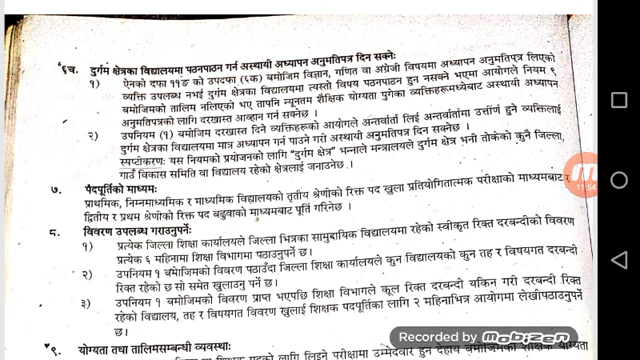 '६च. दुर्गम क्षेत्रका विद्यालयमा पठनपाठन गर्न अस्थायी अध्यापन अनुमतिपत्र दिन सक्नेः
१) ऐनको दफा ११ङ को उपदफा (६क) बमोजिम विज्ञान, गणित वा अंग्रेजी विषयमा अध्यापन अनुमतिपत्र लिएको
व्यक्ति उपलब्ध नभई दुर्गम क्षेत्रका विद्यालयमा त्यस्तो विषय पठनपाठन हुन नसक्ने भएमा आयोगले नियम ९
बमोजिमको तालिम नलिएको भए तापनि न्यूनतम शैक्षिक योग्यता पुगेका व्यक्तिहरूमध्येबाट अस्थायी अध्यापन
अनुमतिपत्रको लागि दरखास्त आव्हान गर्न सक्नेछ ।
२) उपनियम (१) बमोजिम दरखास्त दिने व्यक्तिहरूको आयोगले अन्तर्वार्ता लिई अन्तर्वार्तामा उत्तीर्ण हुने व्यक्तिलाई
दुर्गम क्षेत्रका विद्यालयमा मात्र अध्यापन गर्न पाउने गरी अस्थायी अनुमतिपत्र दिन सक्नेछ ।
स्पष्टीकरणः यस नियमको प्रयोजनको लागि "दुर्गम क्षेत्र" भन्नाले मन्त्रालयले दुर्गम क्षेत्र भनी तोकेको कुनै जिल्ला,
गाउँ विकास समिति वा विद्यालय रहेको क्षेत्रलाई जनाउनेछ ।
७. पदपूर्तिको माध्यमः
प्राथमिक, निम्नमाध्यमिक र माध्यमिक विद्यालयको तृतीय श्रेणीको रिक्त पद खुला प्रतियोगितात्मक परीक्षाको माध्यमबाट र
द्वितीय र प्रथम श्रेणीको रिक्त पद बढुवाको माध्यमबाट पूर्ति गरिनेछ ।
८. विवरण उपलब्ध गराउनुपर्नेः
१) प्रत्येक जिल्ला शिक्षा कार्यालयले जिल्ला भित्रका सामुदायिक विद्यालयमा रहेको स्वीकृत रिक्त दरबन्दीको विवरण
प्रत्येक ६ महिनामा शिक्षा विभागमा पठाउनुपर्ने छ ।
२) उपनियम १ बमोजिमको विवरण पठाउँदा जिल्ला शिक्षा कार्यालयले कुन विद्यालयको कुन तह र विषयगत दरबन्दी
रिक्त रहेको छ सो समेत खुलाउनु पर्ने छ ।
३) उपनियम १ बमोजिमको विवरण प्राप्त भएपछि शिक्षा विभागले कूल रिक्त दरबन्दी यकिन गरी दरबन्दी रिक्त
रहेको विद्यालय, तह र विषयगत विवरण खुलाई शिक्षक पदपूर्तिका लागि २ महिनाभित्र आयोगमा लेखी पठाउनुपर्ने
छ।
"९. योग्यता तथा तालिमसम्बन्धी व्यवस्थाः
11:54
Recorded by Mobizen